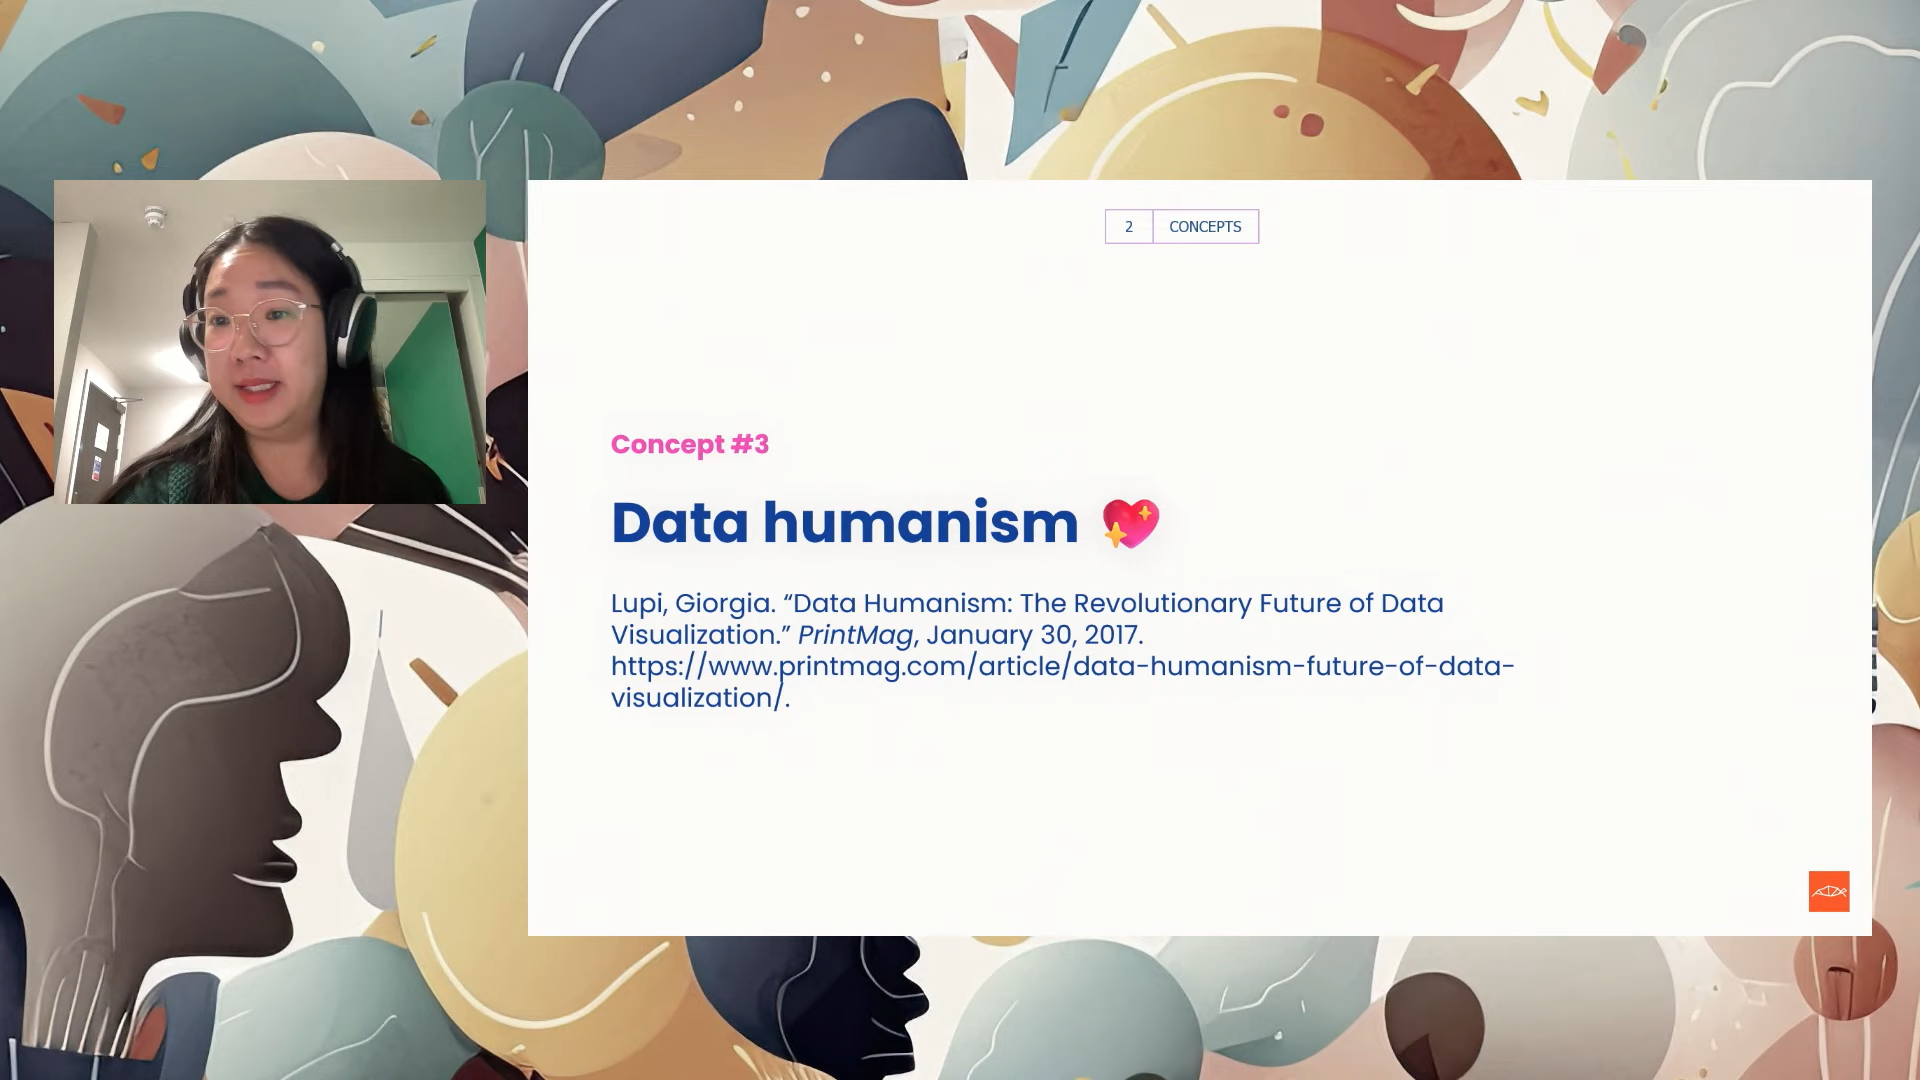 2 CONCEPTS
Concept #3
Data humanism
Lupi, Giorgia. “Data Humanism: The Revolutionary Future of Data
Visualization.” PrintMag, January 30, 2017.
https://www.printmag.com/article/data-humanism-future-of-data-
visualization/.